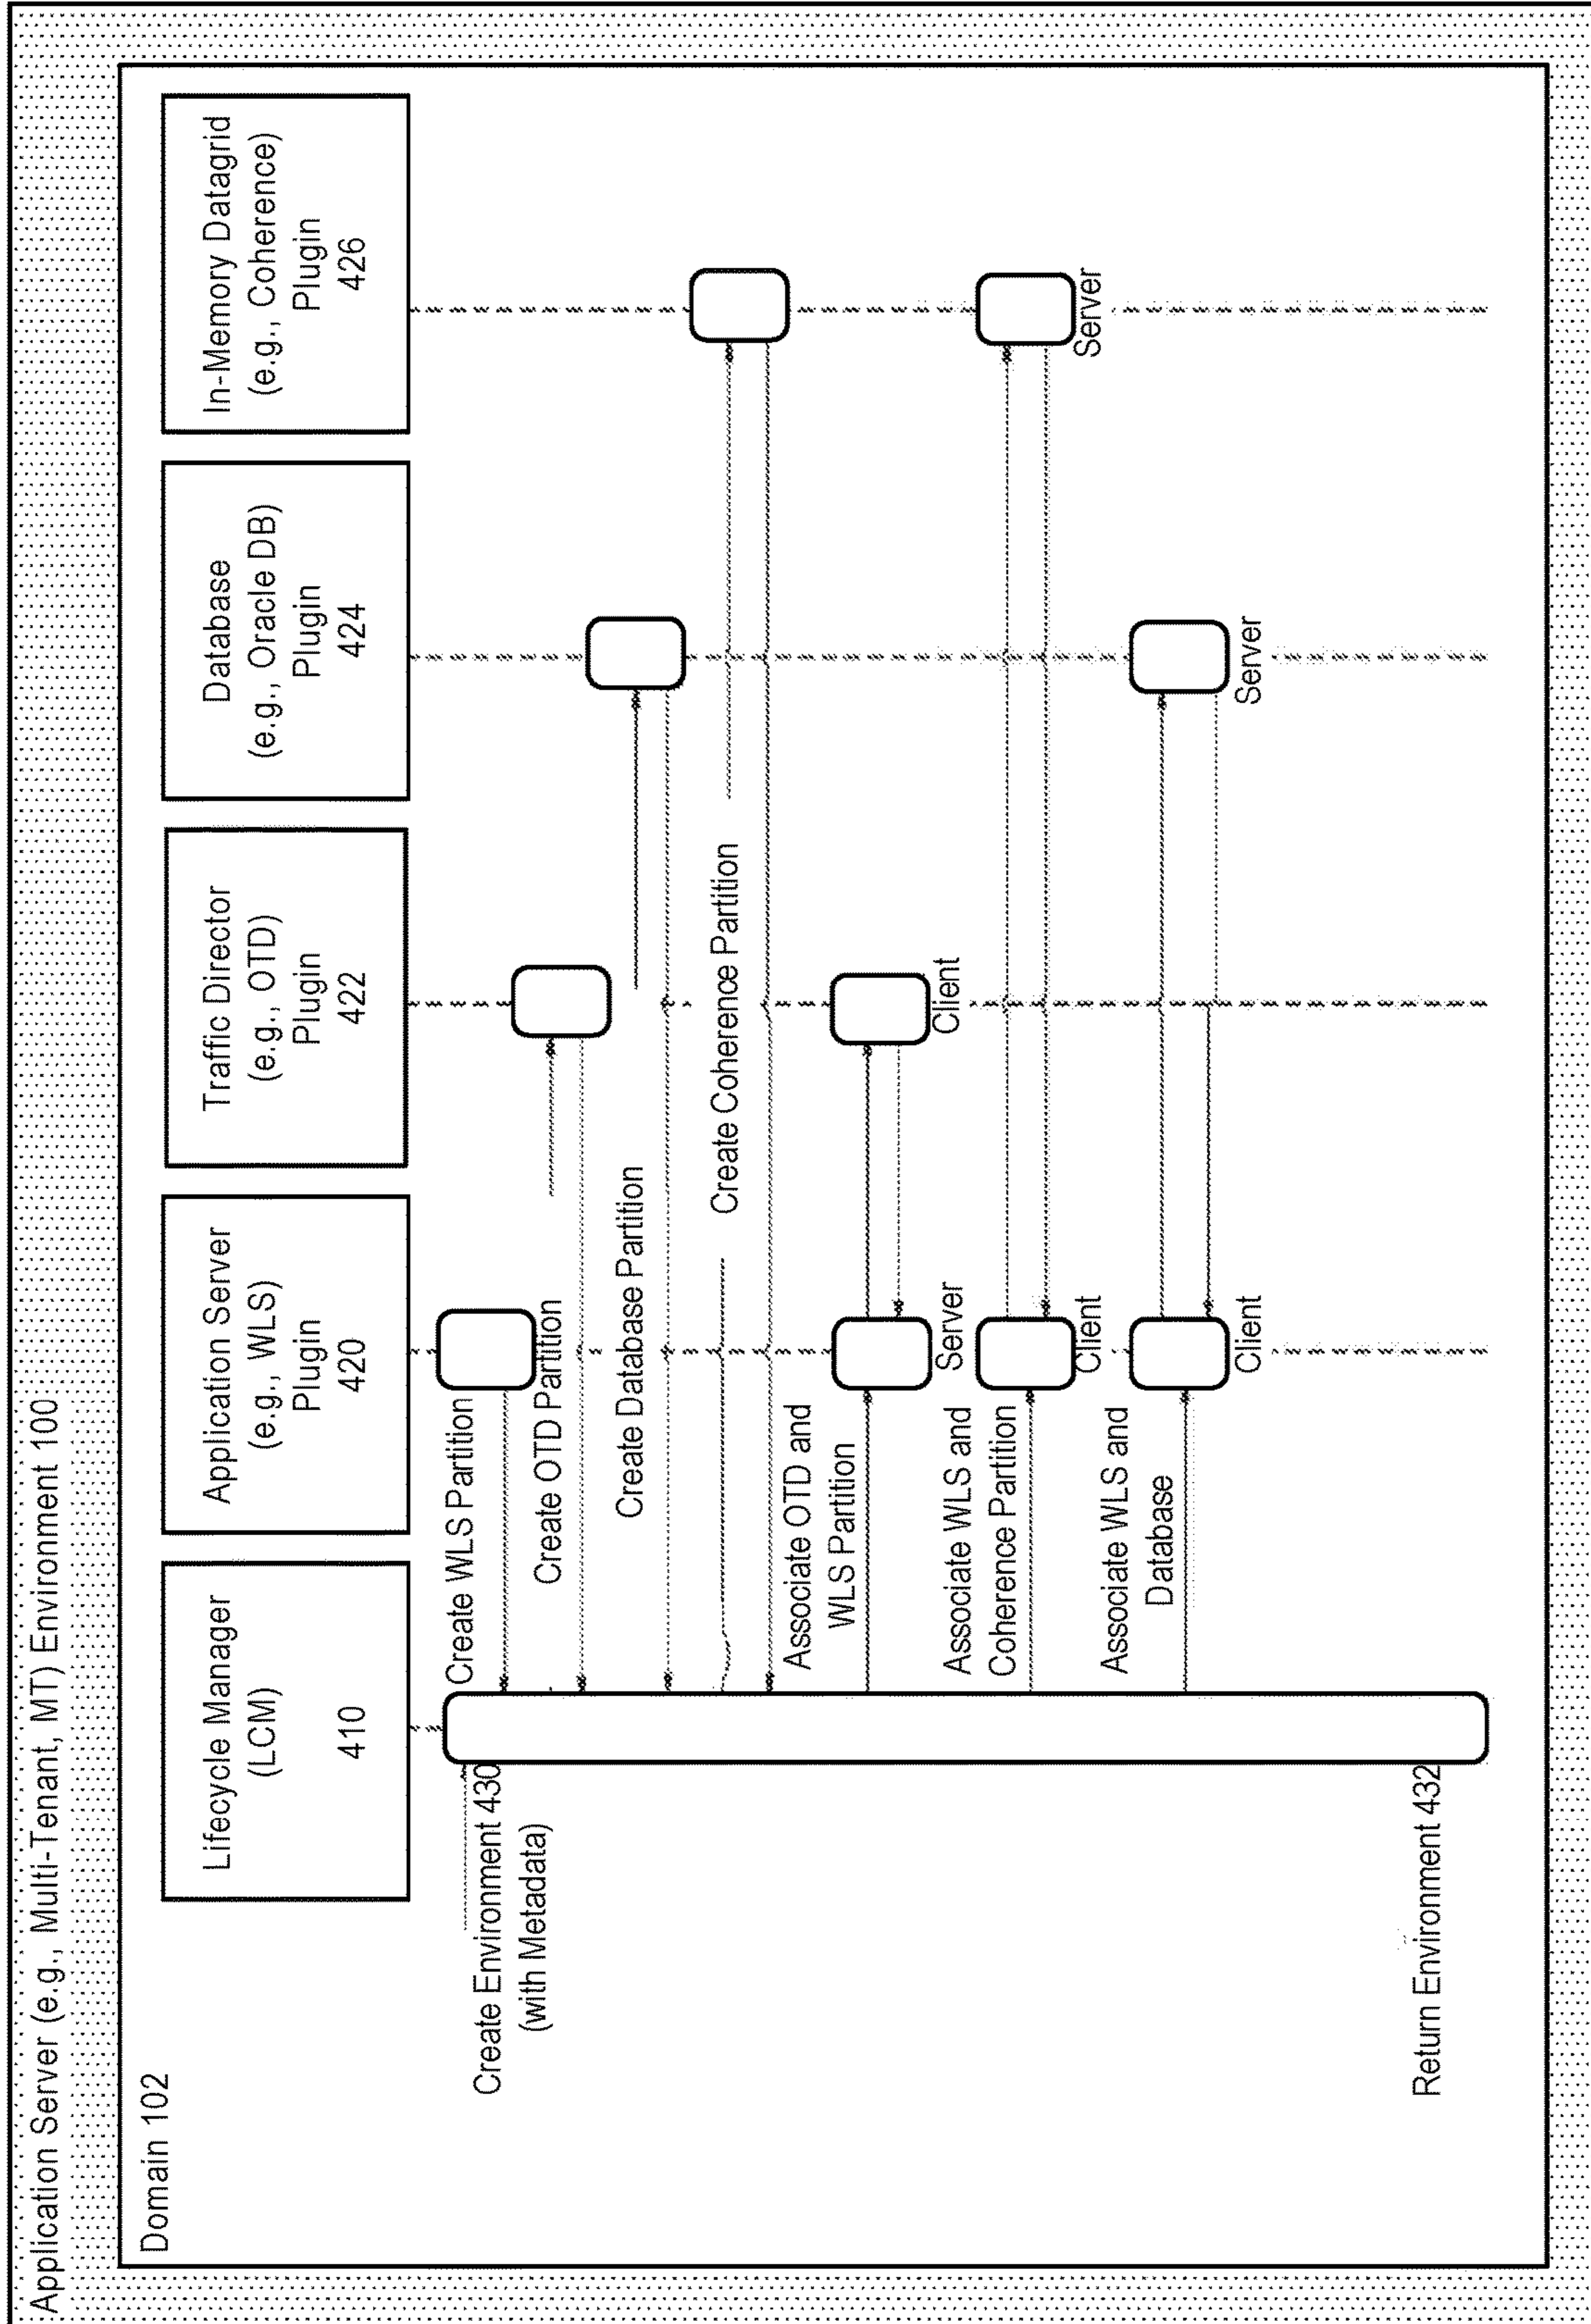 Application Server (e.g., Multi-Tenant, MT) Environment 100
Domain 102
Lifecycle Manager
(LCM)
410
Application Server
(e.g., WLS)
Plugin
420
Traffic Director
(e.g., OTD)
Plugin
422
Database
(e.g., Oracle DB)
Plugin
424
In-Memory Datagrid
(e.g., Coherence)
Plugin
426
Create Environment 430
(with Metadata)
Create WLS Partition
Create OTD Partition
Create Database Partition
Create Coherence Partition
Associate OTD and
WLS Partition
Server
Client
Associate WLS and
Coherence Partition
Client
Server
Associate WLS and
Database
Client
Server
Return Environment 432